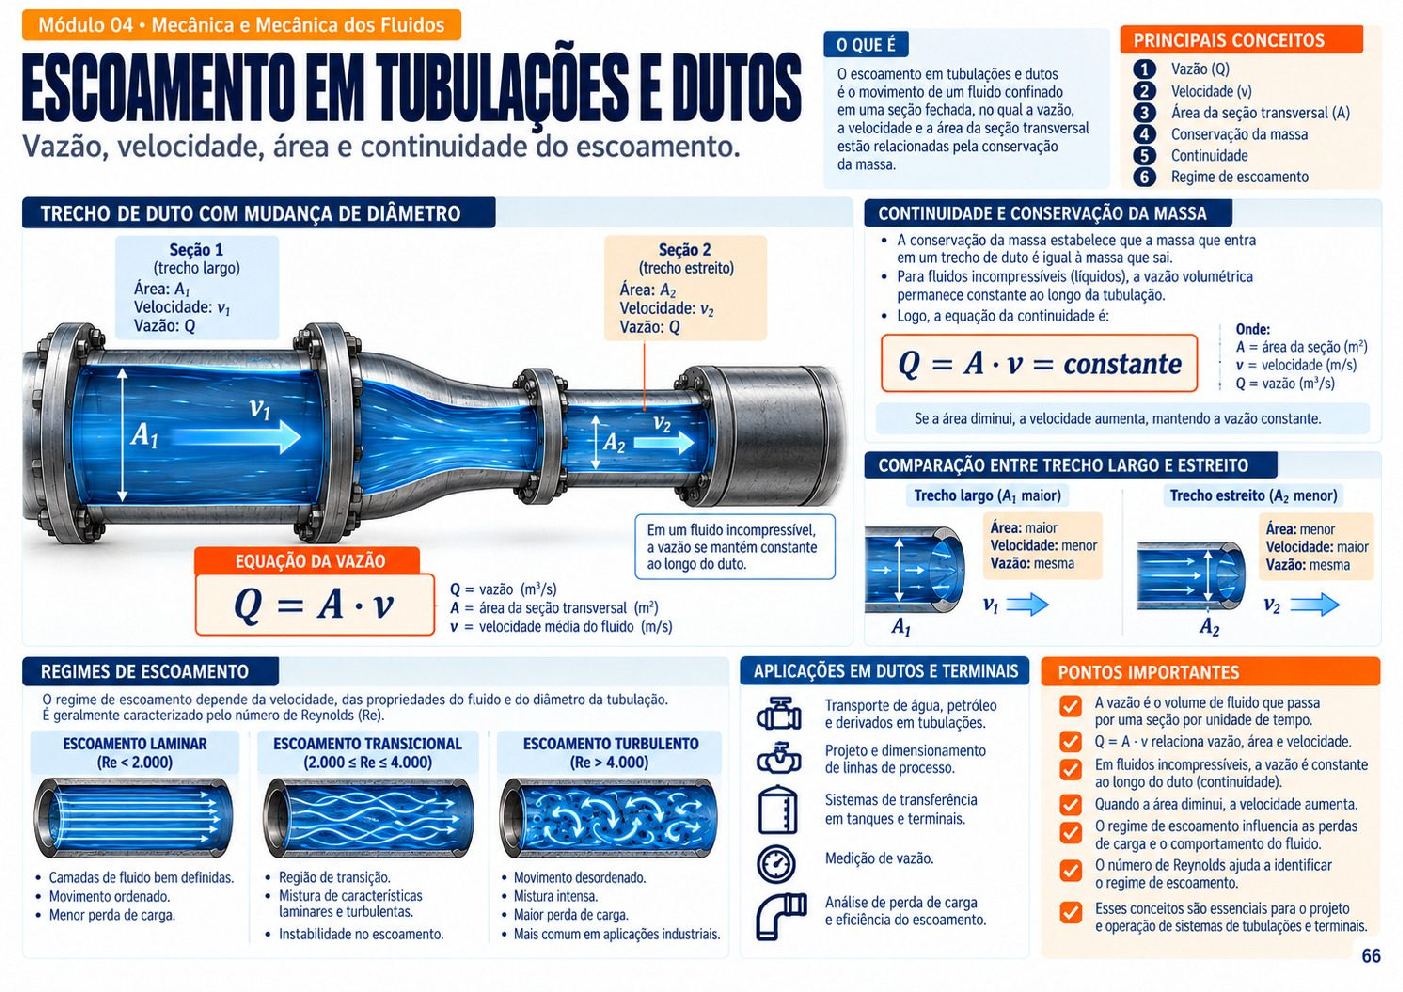 Módulo 04 • Mecânica e Mecânica dos Fluidos
ESCOAMENTO EM TUBULAÇÕES E DUTOS
Vazão, velocidade, área e continuidade do escoamento.
O QUE É
O escoamento em tubulações e dutos
é o movimento de um fluido confinado
em uma seção fechada, no qual a vazão,
a velocidade e a área da seção transversal
estão relacionadas pela conservação
da massa.
PRINCIPAIS CONCEITOS
1 Vazão (Q)
2 Velocidade (v)
3 Área da seção transversal (A)
4 Conservação da massa
5 Continuidade
6 Regime de escoamento
TRECHO DE DUTO COM MUDANÇA DE DIÂMETRO
Seção 1
(trecho largo)
Área: A₁
Velocidade: v₁
Vazão: Q
Seção 2
(trecho estreito)
Área: A₂
Velocidade: v₂
Vazão: Q
A₁
v₁
A₂
v₂
Em um fluido incompressível,
a vazão se mantém constante
ao longo do duto.
EQUAÇÃO DA VAZÃO
Q = A · v
Q = vazão (m³/s)
A = área da seção transversal (m²)
v = velocidade média do fluido (m/s)
CONTINUIDADE E CONSERVAÇÃO DA MASSA
• A conservação da massa estabelece que a massa que entra
em um trecho de duto é igual à massa que sai.
• Para fluidos incompressíveis (líquidos), a vazão volumétrica
permanece constante ao longo da tubulação.
• Logo, a equação da continuidade é:
Q = A · v = constante
Onde:
A = área da seção (m²)
v = velocidade (m/s)
Q = vazão (m³/s)
Se a área diminui, a velocidade aumenta, mantendo a vazão constante.
COMPARAÇÃO ENTRE TRECHO LARGO E ESTREITO
Trecho largo (A₁ maior)
Área: maior
Velocidade: menor
Vazão: mesma
v₁
A₁
Trecho estreito (A₂ menor)
Área: menor
Velocidade: maior
Vazão: mesma
v₂
A₂
REGIMES DE ESCOAMENTO
O regime de escoamento depende da velocidade, das propriedades do fluido e do diâmetro da tubulação.
É geralmente caracterizado pelo número de Reynolds (Re).
ESCOAMENTO LAMINAR
(Re < 2.000)
• Camadas de fluido bem definidas.
• Movimento ordenado.
• Menor perda de carga.
ESCOAMENTO TRANSICIONAL
(2.000 ≤ Re ≤ 4.000)
• Região de transição.
• Mistura de características
laminares e turbulentas.
• Instabilidade no escoamento.
ESCOAMENTO TURBULENTO
(Re > 4.000)
• Movimento desordenado.
• Mistura intensa.
• Maior perda de carga.
• Mais comum em aplicações industriais.
APLICAÇÕES EM DUTOS E TERMINAIS
Transporte de água, petróleo
e derivados em tubulações.
Projeto e dimensionamento
de linhas de processo.
Sistemas de transferência
em tanques e terminais.
Medição de vazão.
Análise de perda de carga
e eficiência do escoamento.
PONTOS IMPORTANTES
A vazão é o volume de fluido que passa
por uma seção por unidade de tempo.
Q = A · v relaciona vazão, área e velocidade.
Em fluidos incompressíveis, a vazão é constante
ao longo do duto (continuidade).
Quando a área diminui, a velocidade aumenta.
O regime de escoamento influencia as perdas
de carga e o comportamento do fluido.
O número de Reynolds ajuda a identificar
o regime de escoamento.
Esses conceitos são essenciais para o projeto
e operação de sistemas de tubulações e terminais.
66